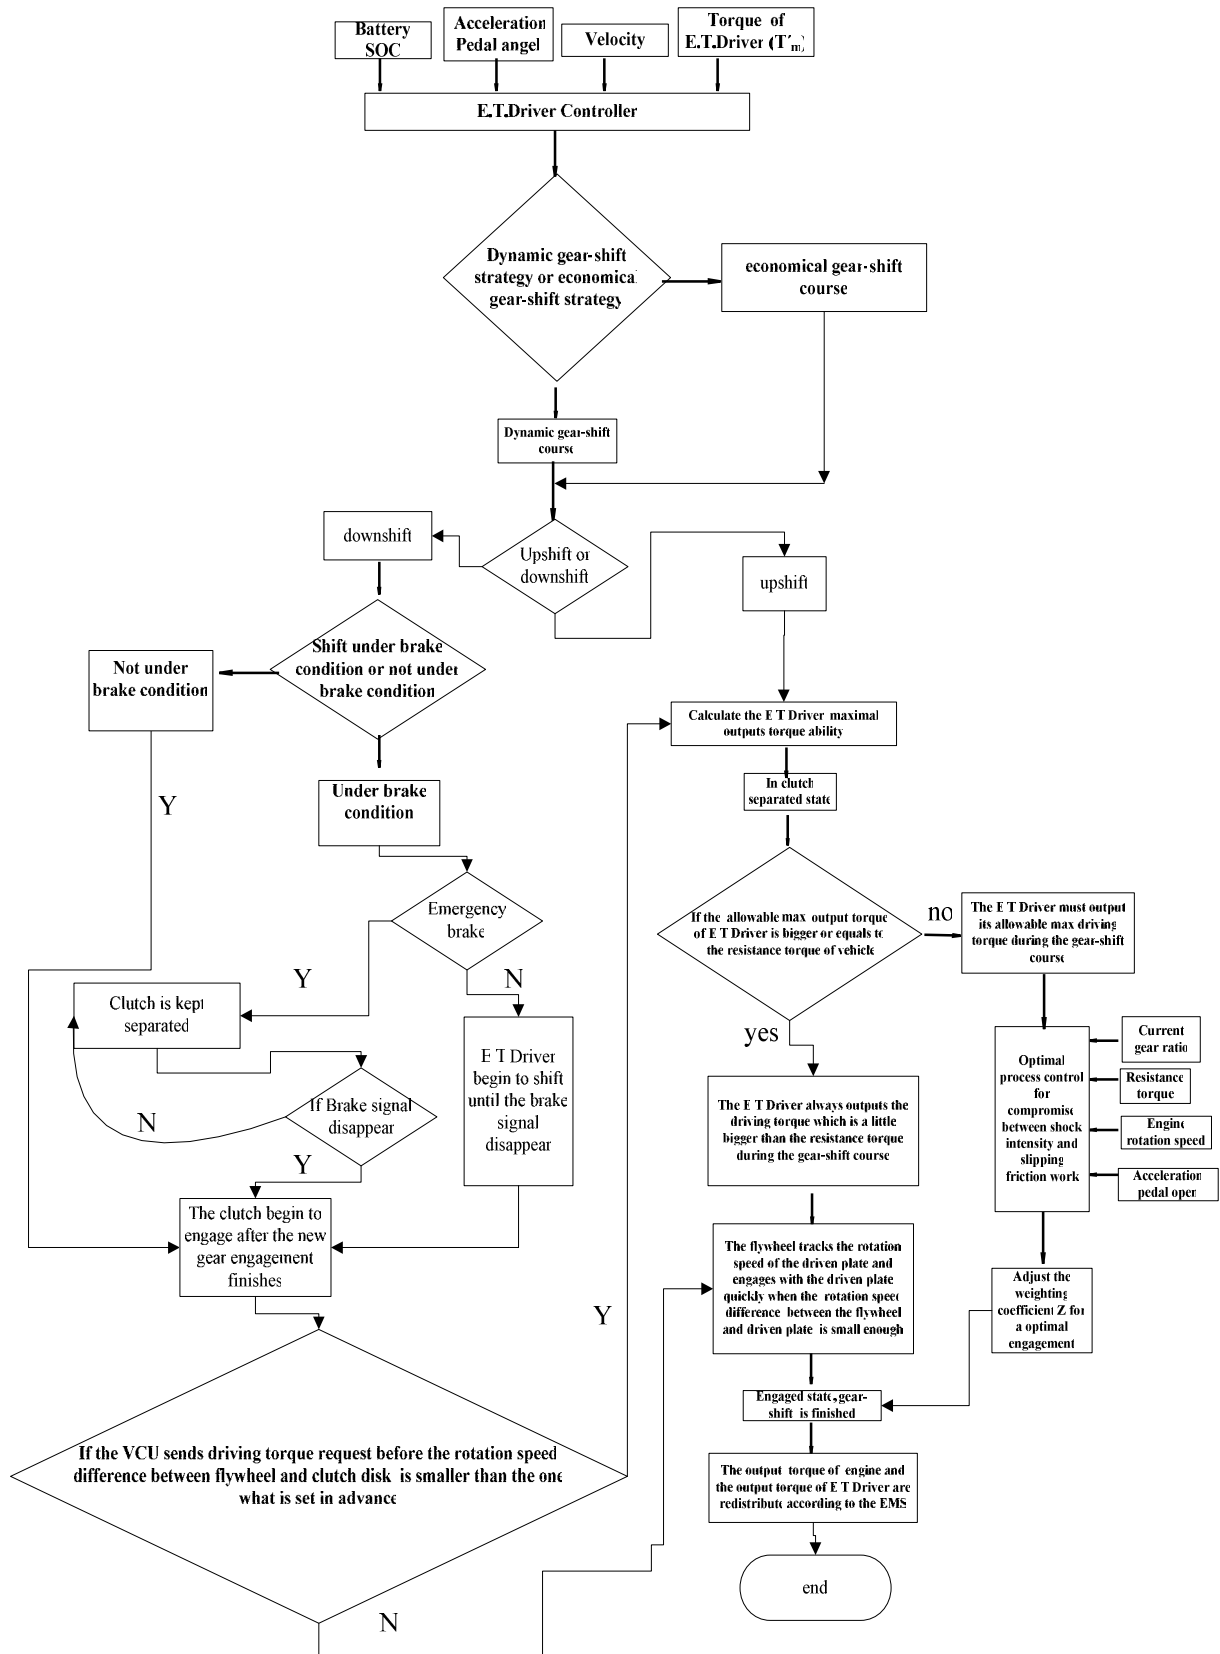 Battery
SOC
Acceleration
Pedal angel
Velocity
Torque of
E.T.Driver (T´m)
E.T.Driver Controller
Dynamic gear-shift
strategy or economical
gear-shift strategy
economical gear-shift
course
Dynamic gear-shift
course
Upshift or
downshift
downshift
upshift
Shift under brake
condition or not under
brake condition
Not under
brake condition
Y
Under brake
condition
Emergency
brake
Y
N
Clutch is kept
separated
E T Driver
begin to shift
until the brake
signal
disappear
If Brake signal
disappear
N
Y
The clutch begin to
engage after the new
gear engagement
finishes
If the VCU sends driving torque request before the rotation speed
difference between flywheel and clutch disk is smaller than the one
what is set in advance
Y
N
Calculate the E T Driver maximal
outputs torque ability
In clutch
separated state
If the allowable max output torque
of E T Driver is bigger or equals to
the resistance torque of vehicle
no
yes
The E T Driver must output
its allowable max driving
torque during the gear-shift
course
Optimal
process control
for
compromise
between shock
intensity and
slipping
friction work
Current
gear ratio
Resistance
torque
Engine
rotation speed
Acceleration
pedal open
Adjust the
weighting
coefficient Z for
a optimal
engagement
The E T Driver always outputs the
driving torque which is a little
bigger than the resistance torque
during the gear-shift course
The flywheel tracks the rotation
speed of the driven plate and
engages with the driven plate
quickly when the rotation speed
difference between the flywheel
and driven plate is small enough
Engaged state, gear-
shift is finished
The output torque of engine and
the output torque of E T Driver are
redistribute according to the EMS
end